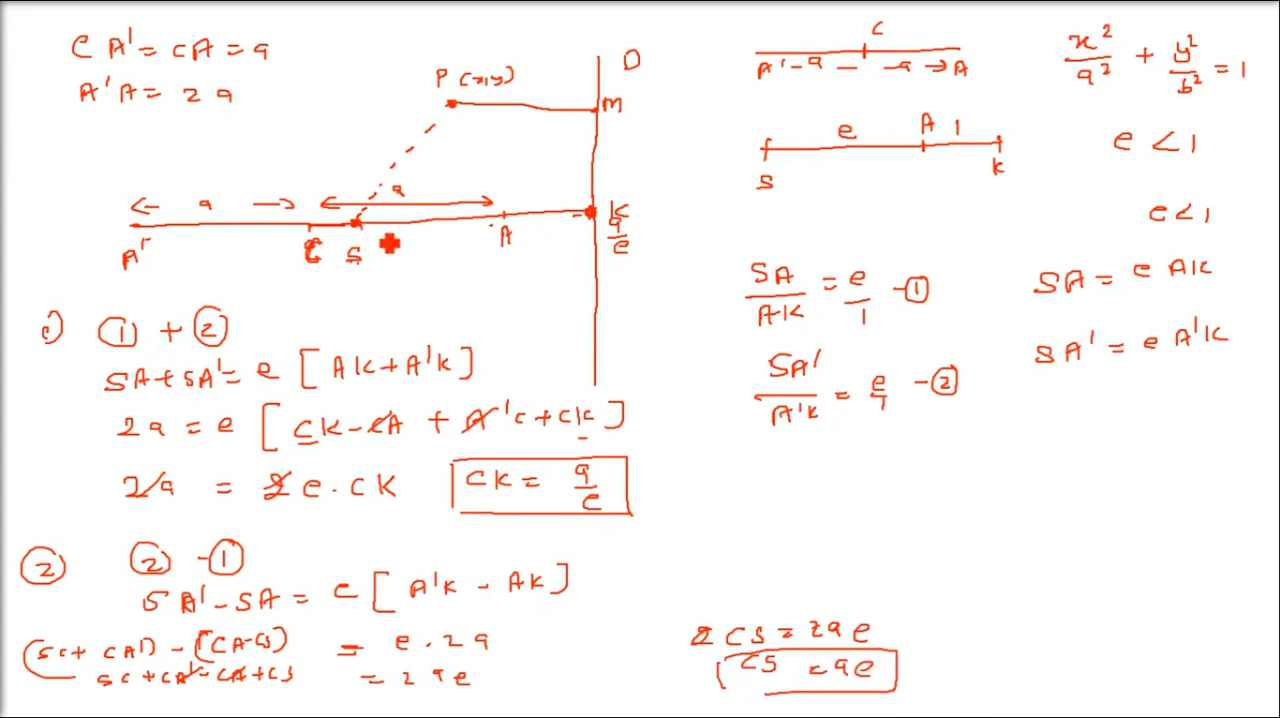 C A' = CA = a
A'A = 2a
P(x,y)
D
M
a
a
A'
C
S
A
K
a/e
1) ① + ②
SA + SA' = e [ AK + A'K ]
2a = e [ CK - CA + A'C + CK ]
2a = 2e . CK
CK = a/e
② ② - ①
SA' - SA = e [ A'K - AK ]
(SC + CA') - (CA - CS) = e . 2a
SC + CA' - CA + CS = 2ae
2CS = 2ae
CS = ae
C
A' - a — - a → A
x²/a² + y²/b² = 1
e
A
1
S
K
e < 1
e < 1
SA/AK = e/1 - ①
SA = e AK
SA'/A'K = e/1 - ②
SA' = e A'K